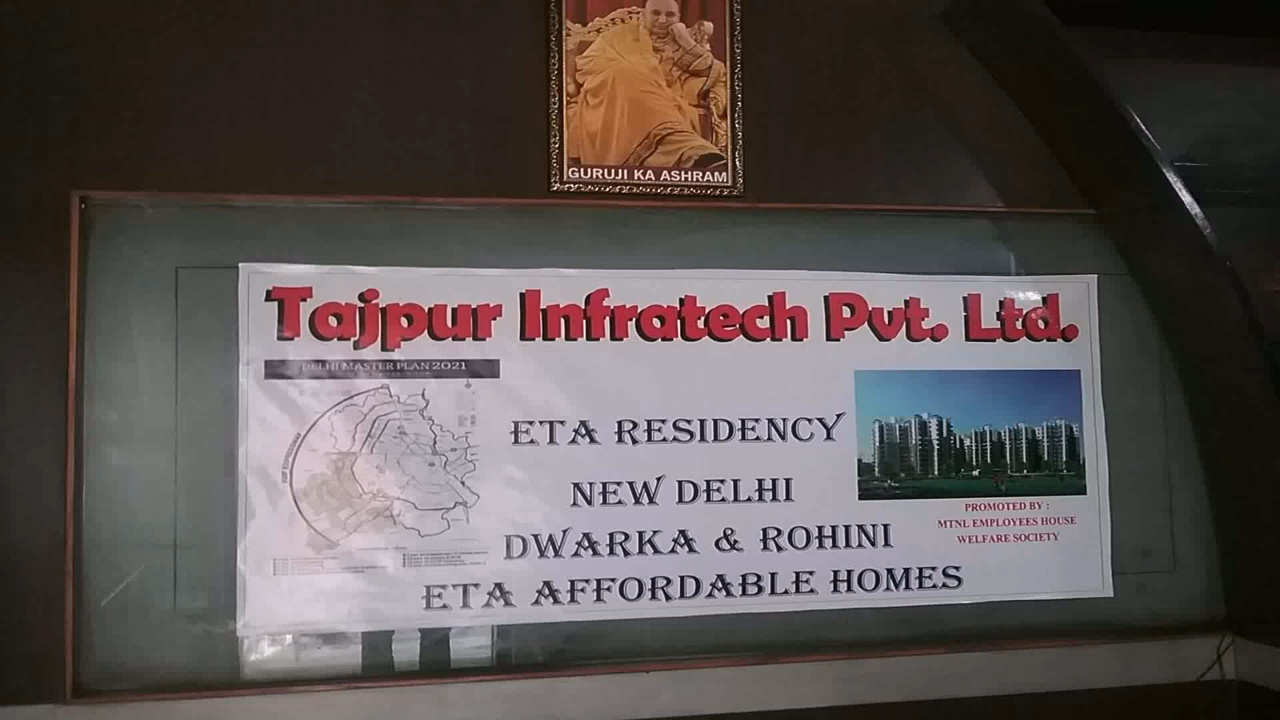 GURUJI KA ASHRAM
Tajpur Infratech Pvt. Ltd.
DELHI MASTER PLAN 2021
ETA RESIDENCY
NEW DELHI
DWARKA & ROHINI
ETA AFFORDABLE HOMES
PROMOTED BY :
MTNL EMPLOYEES HOUSE
WELFARE SOCIETY